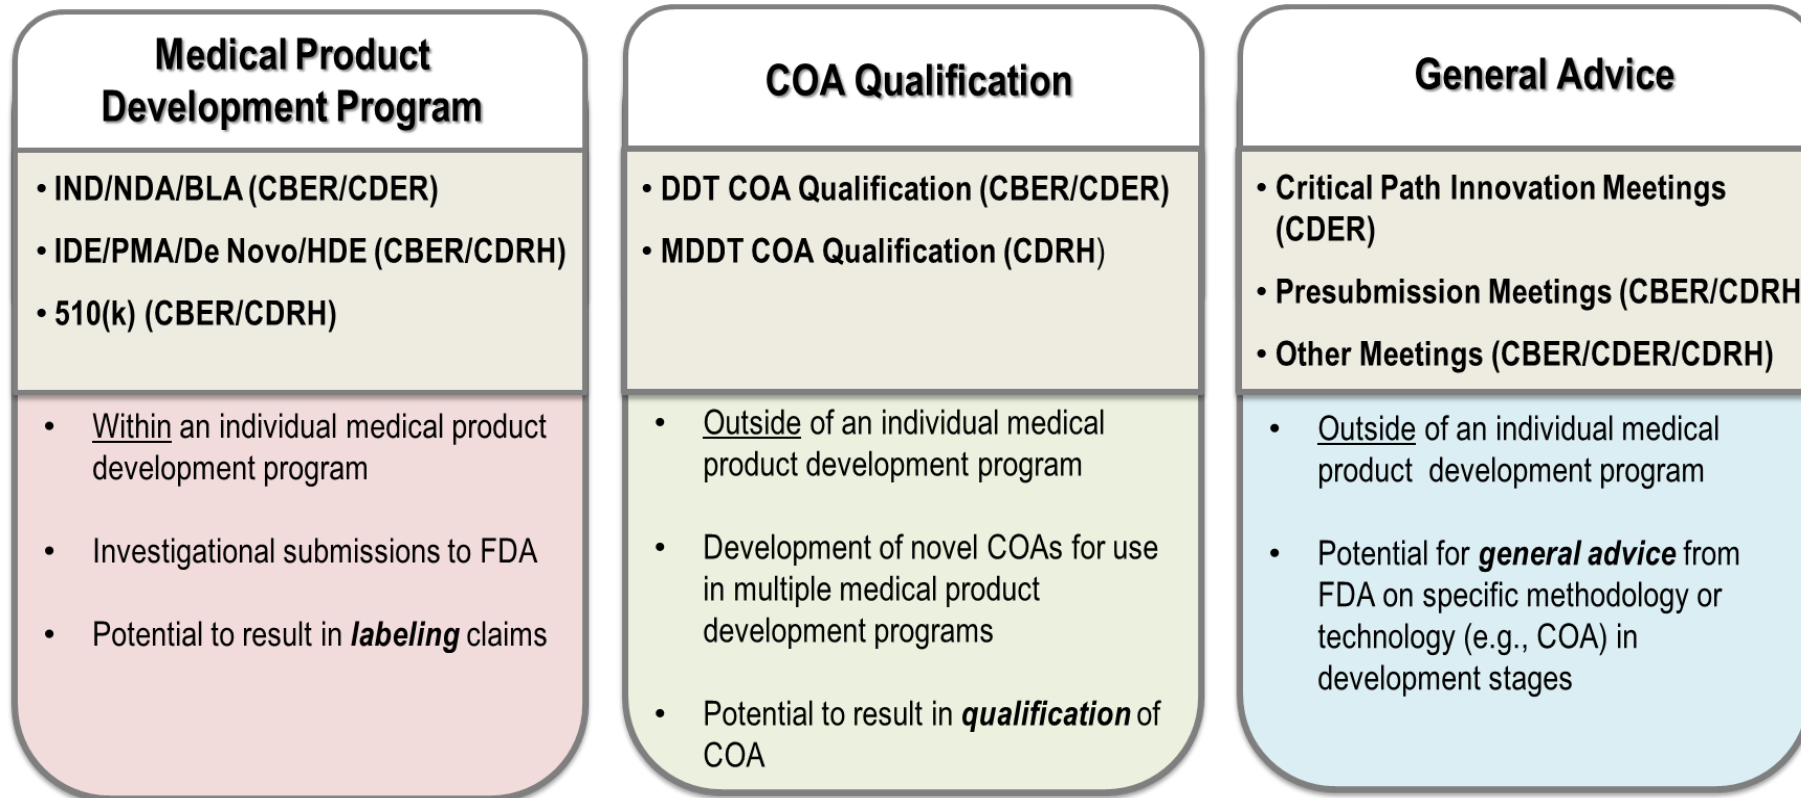 Medical Product
Development Program
• IND/NDA/BLA (CBER/CDER)
• IDE/PMA/De Novo/HDE (CBER/CDRH)
• 510(k) (CBER/CDRH)
• Within an individual medical product
development program
• Investigational submissions to FDA
• Potential to result in labeling claims
COA Qualification
• DDT COA Qualification (CBER/CDER)
• MDDT COA Qualification (CDRH)
• Outside of an individual medical
product development program
• Development of novel COAs for use
in multiple medical product
development programs
• Potential to result in qualification of
COA
General Advice
• Critical Path Innovation Meetings
(CDER)
• Presubmission Meetings (CBER/CDRH
• Other Meetings (CBER/CDER/CDRH)
• Outside of an individual medical
product development program
• Potential for general advice from
FDA on specific methodology or
technology (e.g., COA) in
development stages